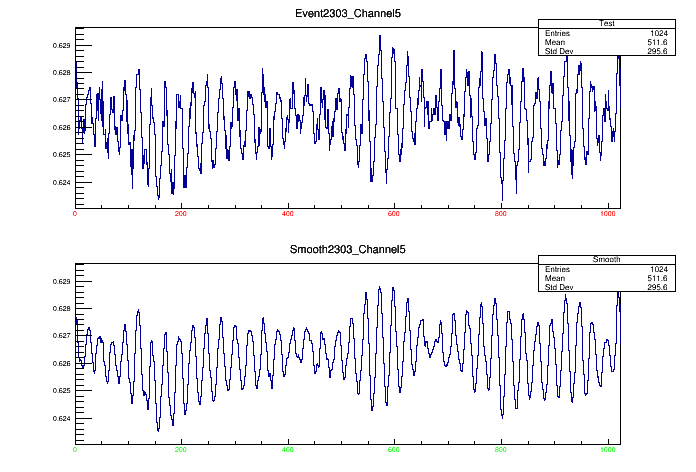 Event2303_Channel5
Test
Entries 1024
Mean 511.6
Std Dev 295.6
0.629
0.628
0.627
0.626
0.625
0.624
0 200 400 600 800 1000
Smooth2303_Channel5
Smooth
Entries 1024
Mean 511.6
Std Dev 295.6
0.629
0.628
0.627
0.626
0.625
0.624
0 200 400 600 800 1000